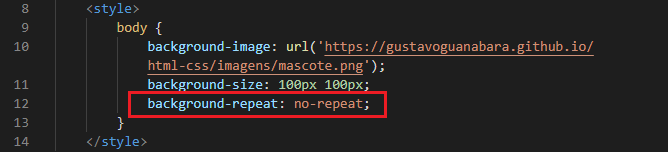 8 <style>
9 body {
10 background-image: url('https://gustavoguanabara.github.io/
html-css/imagens/mascote.png');
11 background-size: 100px 100px;
12 background-repeat: no-repeat;
13 }
14 </style>